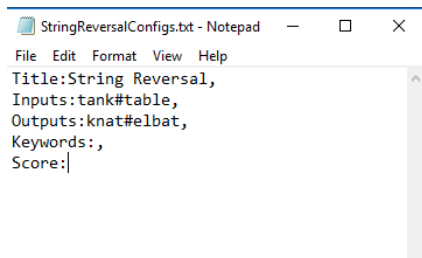 StringReversalConfigs.txt - Notepad
File Edit Format View Help
Title:String Reversal,
Inputs:tank#table,
Outputs:knat#elbat,
Keywords:,
Score: